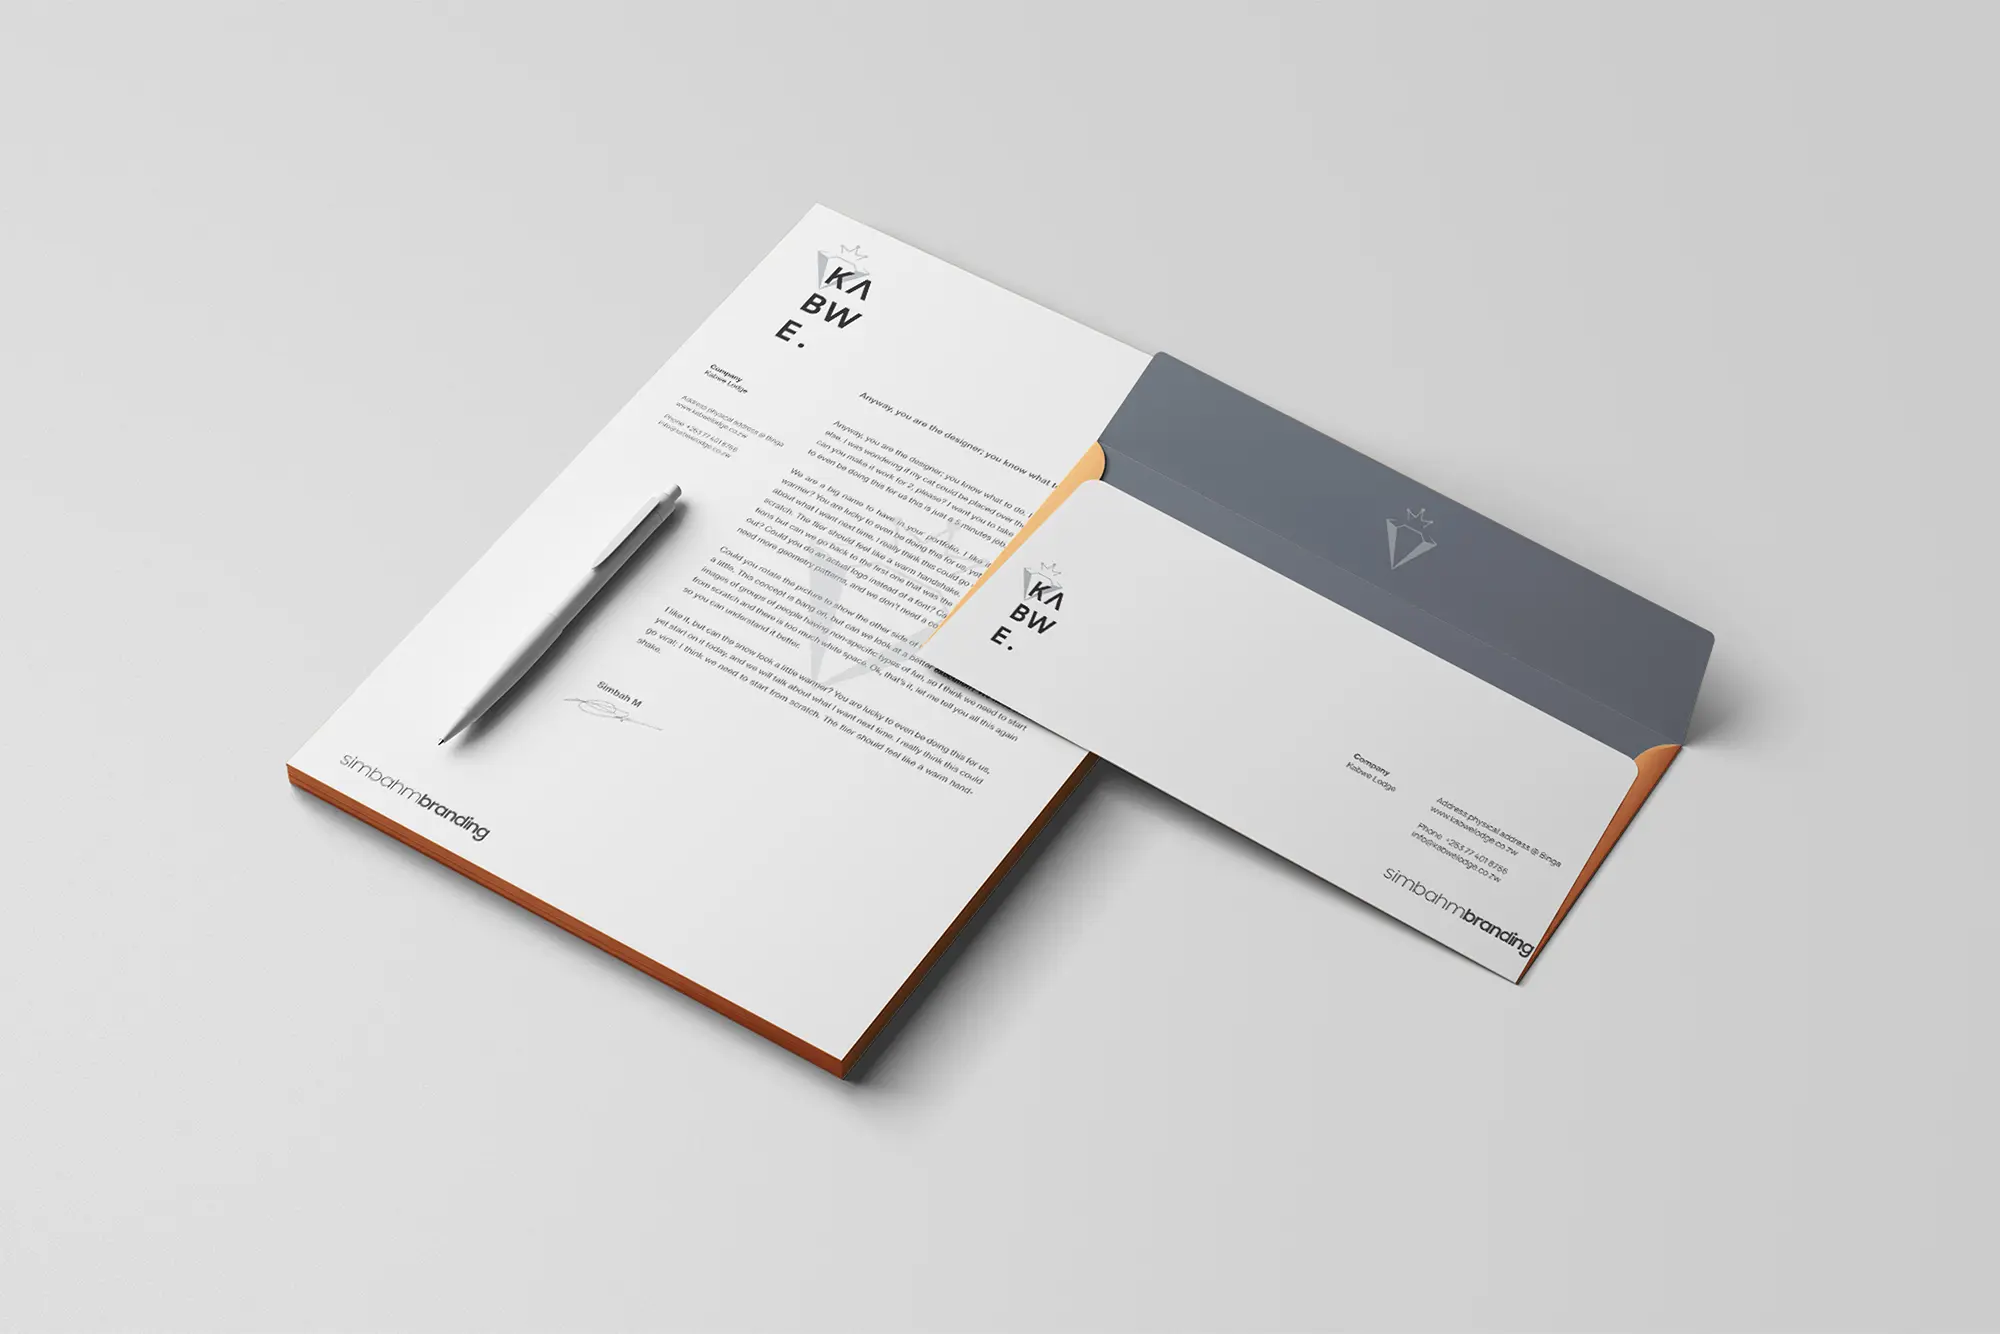 KA
BW
E.
Company
Kabwe Lodge
Address physical address @ Binga
www.kabwelodge.co.zw
Phone +263 77 401 8756
info@kabwelodge.co.zw
Anyway, you are the designer; you know what
Anyway, you are the designer; you know what to do. I
else. I was wondering if my cat could be placed over the
can you make it work for 2, please? I want you to take
to even be doing this for us this is just a 5 minutes job.
We are a big name to have in your portfolio. I like it
warmer? You are lucky to even be doing this for us, yet
about what I want next time. I really think this could go
scratch. The flier should feel like a warm handshake.
tions but can we go back to the first one that was the
out? Could you do an actual logo instead of a font?
need more geometry patterns, and we don't need a
Could you rotate the picture to show the other side of
a little. This concept is bang on, but can we look at a better
images of groups of people having non-specific types of fun, so I think we need to start
from scratch and there is too much white space. Ok, that's it, let me tell you all this again
so you can understand it better.
I like it, but can the snow look a little warmer? You are lucky to even be doing this for us,
yet start on it today, and we will talk about what I want next time. I really think this could
go viral; I think we need to start from scratch. The flier should feel like a warm hand-
shake.
Simbah M
simbahmbranding
KA
BW
E.
Company
Kabwe Lodge
Address physical address @ Binga
www.kabwelodge.co.zw
Phone +263 77 401 8756
info@kabwelodge.co.zw
simbahmbranding